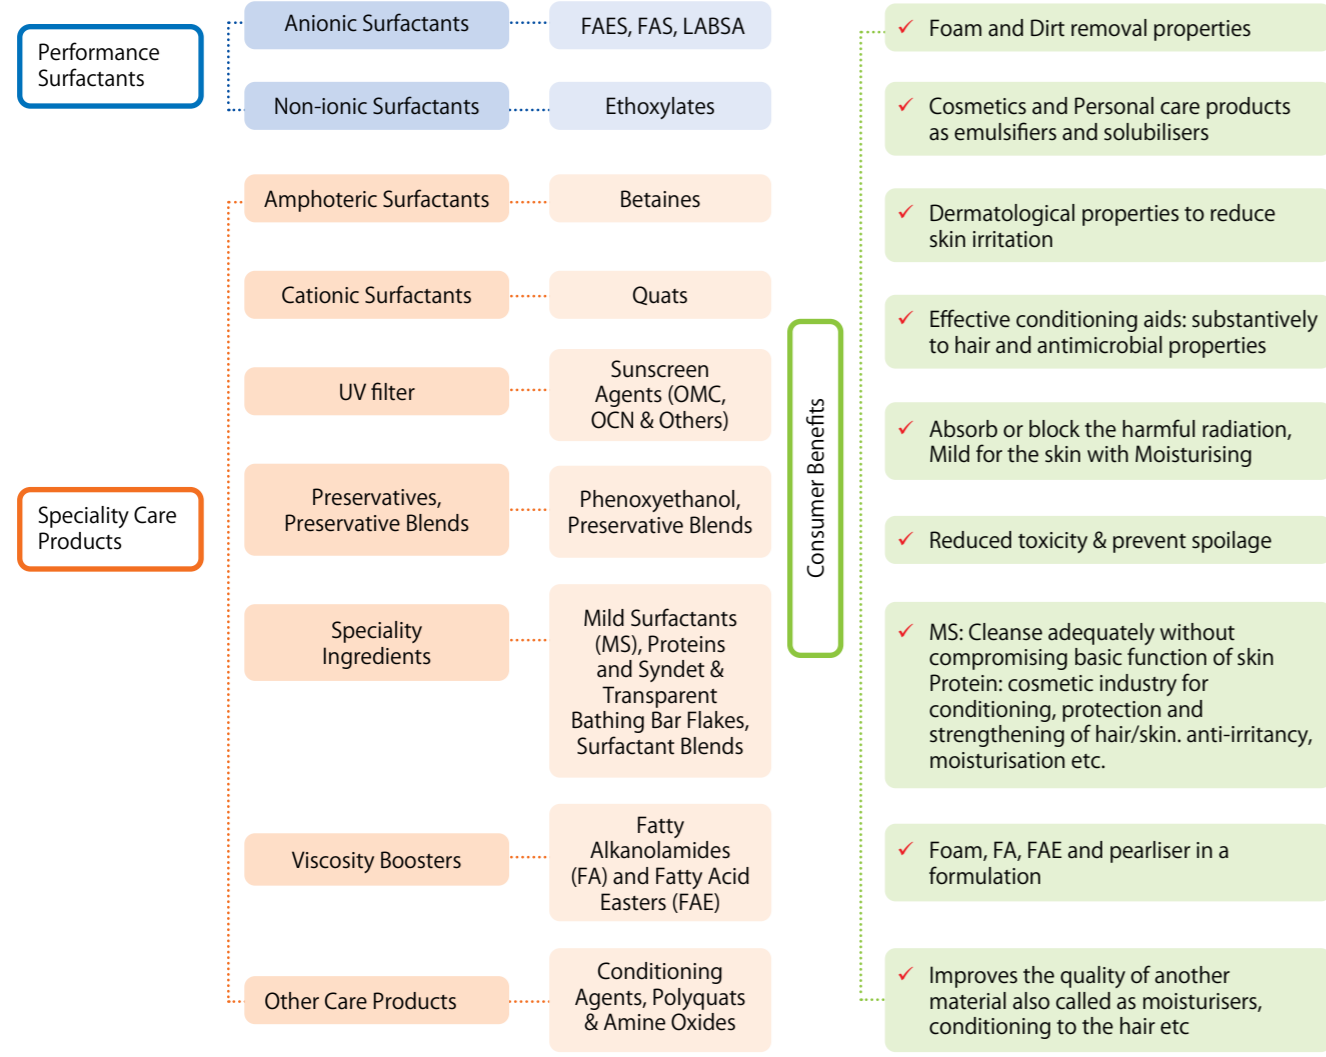 Performance
Surfactants
Anionic Surfactants
FAES, FAS, LABSA
Non-ionic Surfactants
Ethoxylates
Speciality Care
Products
Amphoteric Surfactants
Betaines
Cationic Surfactants
Quats
UV filter
Sunscreen
Agents (OMC,
OCN & Others)
Preservatives,
Preservative Blends
Phenoxyethanol,
Preservative Blends
Speciality
Ingredients
Mild Surfactants
(MS), Proteins
and Syndet &
Transparent
Bathing Bar Flakes,
Surfactant Blends
Viscosity Boosters
Fatty
Alkanolamides
(FA) and Fatty Acid
Easters (FAE)
Other Care Products
Conditioning
Agents, Polyquats
& Amine Oxides
Consumer Benefits
✓ Foam and Dirt removal properties
✓ Cosmetics and Personal care products
as emulsifiers and solubilisers
✓ Dermatological properties to reduce
skin irritation
✓ Effective conditioning aids: substantively
to hair and antimicrobial properties
✓ Absorb or block the harmful radiation,
Mild for the skin with Moisturising
✓ Reduced toxicity & prevent spoilage
✓ MS: Cleanse adequately without
compromising basic function of skin
Protein: cosmetic industry for
conditioning, protection and
strengthening of hair/skin. anti-irritancy,
moisturisation etc.
✓ Foam, FA, FAE and pearliser in a
formulation
✓ Improves the quality of another
material also called as moisturisers,
conditioning to the hair etc